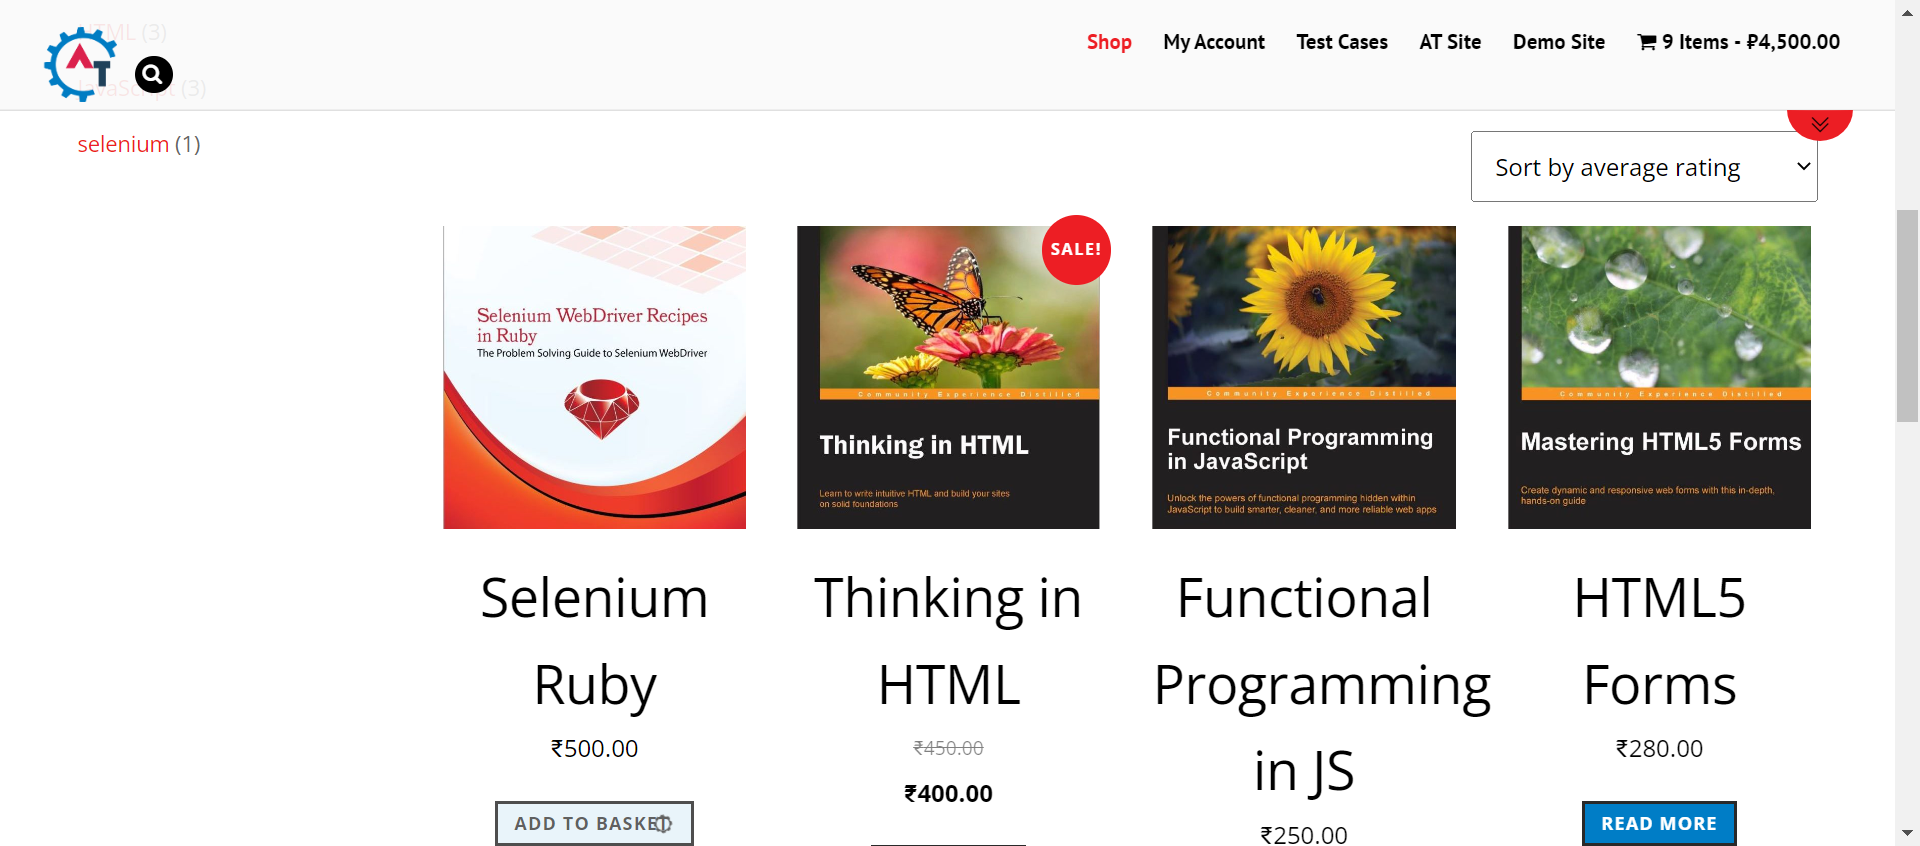 HTML (3)
JavaScript (3)
AT
Shop
My Account
Test Cases
AT Site
Demo Site
9 Items - ₽4,500.00
selenium (1)
Sort by average rating
Selenium WebDriver Recipes
in Ruby
The Problem Solving Guide to Selenium WebDriver
SALE!
Community Experience Distilled
Thinking in HTML
Learn to write intuitive HTML and build your sites
on solid foundations
Community Experience Distilled
Functional Programming
in JavaScript
Unlock the powers of functional programming hidden within
JavaScript to build smarter, cleaner, and more reliable web apps
Community Experience Distilled
Mastering HTML5 Forms
Create dynamic and responsive web forms with this in-depth,
hands-on guide
Selenium
Ruby
₹500.00
ADD TO BASKET
Thinking in
HTML
₹450.00
₹400.00
Functional
Programming
in JS
₹250.00
HTML5
Forms
₹280.00
READ MORE